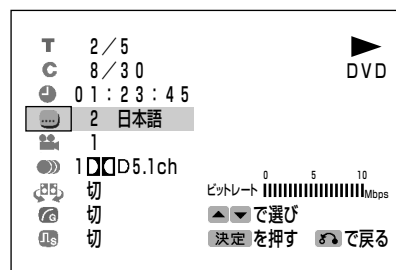 T 2／5
C 8／30
DVD
01：23：45
2 日本語
1
1 DD D5.1ch
切
0 5 10
ビットレート Mbps
G 切
▲ ▼ で選び
S 切
決定 を押す で戻る